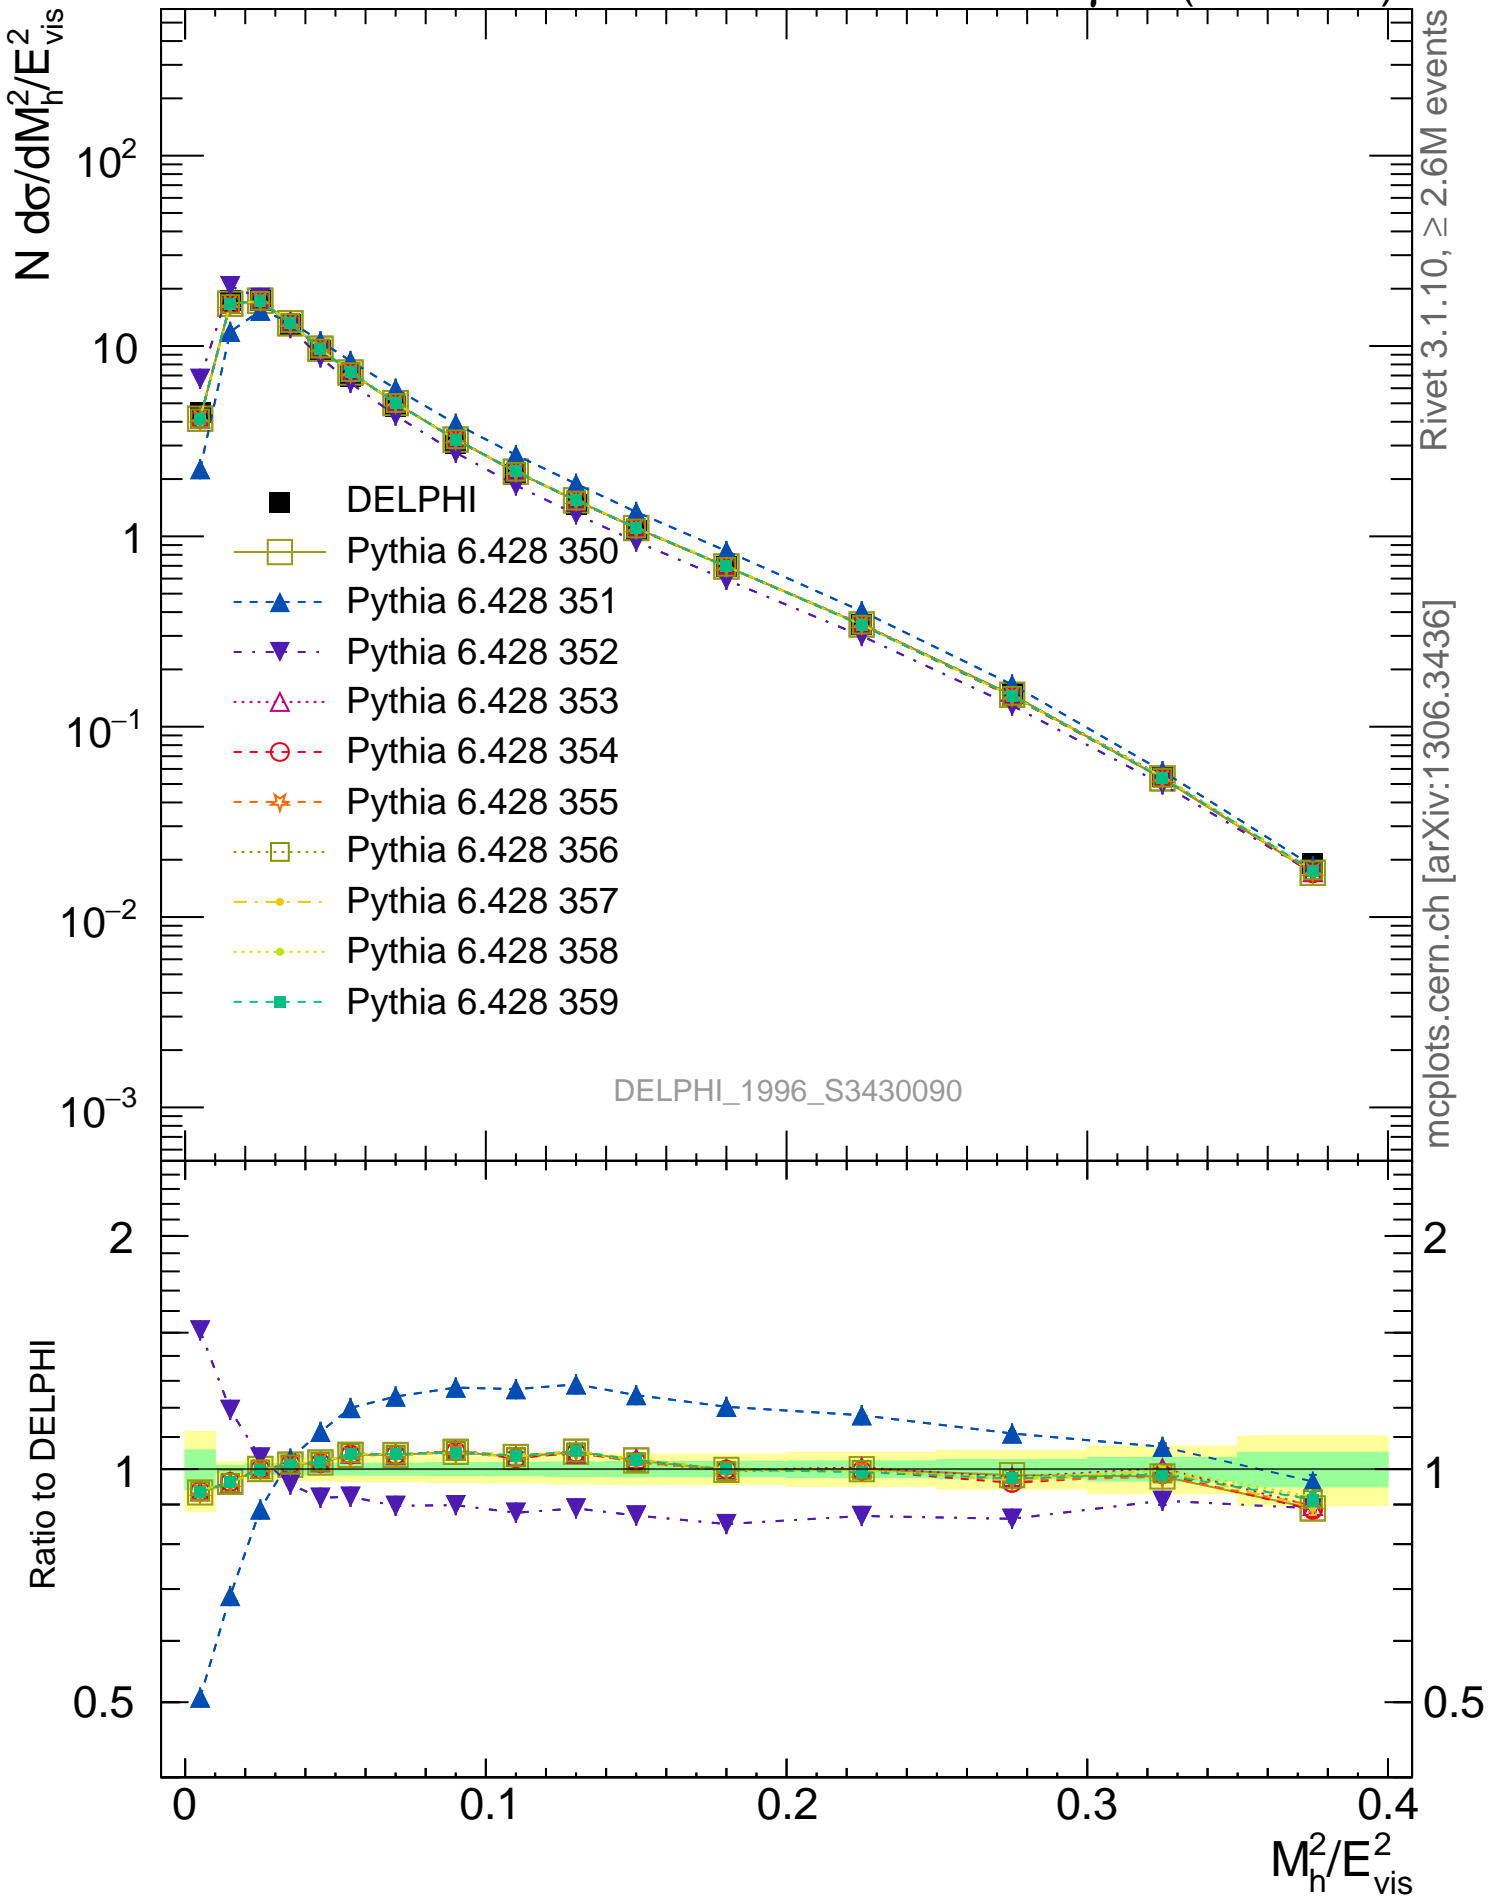 N dσ/dM²ₕ/E²vis
10²
10
1
10⁻¹
10⁻²
10⁻³
DELPHI
Pythia 6.428 350
Pythia 6.428 351
Pythia 6.428 352
Pythia 6.428 353
Pythia 6.428 354
Pythia 6.428 355
Pythia 6.428 356
Pythia 6.428 357
Pythia 6.428 358
Pythia 6.428 359
DELPHI_1996_S3430090
Rivet 3.1.10, ≥ 2.6M events
mcplots.cern.ch [arXiv:1306.3436]
Ratio to DELPHI
2
1
0.5
2
1
0.5
0
0.1
0.2
0.3
0.4
M²ₕ/E²vis